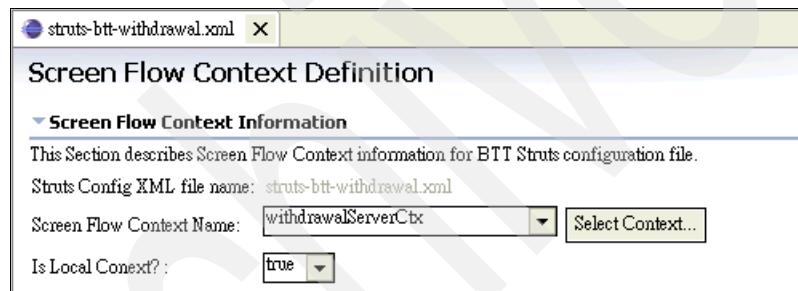 struts-btt-withdrawal.xml
Screen Flow Context Definition
Screen Flow Context Information
This Section describes Screen Flow Context information for BTT Struts configuration file.
Struts Config XML file name: struts-btt-withdrawal.xml
Screen Flow Context Name: withdrawalServerCtx Select Context...
Is Local Conext? : true